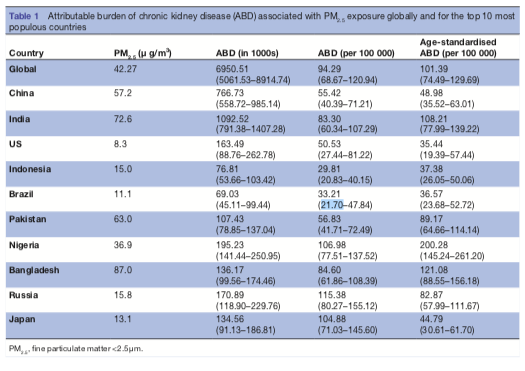 Table 1 Attributable burden of chronic kidney disease (ABD) associated with PM2.5 exposure globally and for the top 10 most
populous countries
Country PM2.5 (µ g/m3) ABD (in 1000s) ABD (per 100 000) Age-standardised
ABD (per 100 000)
Global 42.27 6950.51 94.29 101.39
(5061.53–8914.74) (68.67–120.94) (74.49–129.69)
China 57.2 766.73 55.42 48.98
(558.72–985.14) (40.39–71.21) (35.52–63.01)
India 72.6 1092.52 83.30 108.21
(791.38–1407.28) (60.34–107.29) (77.99–139.22)
US 8.3 163.49 50.53 35.44
(88.76–262.78) (27.44–81.22) (19.39–57.44)
Indonesia 15.0 76.81 29.81 37.38
(53.66–103.42) (20.83–40.15) (26.05–50.06)
Brazil 11.1 69.03 33.21 36.57
(45.11–99.44) (21.70–47.84) (23.68–52.72)
Pakistan 63.0 107.43 56.83 89.17
(78.85–137.04) (41.71–72.49) (64.66–114.14)
Nigeria 36.9 195.23 106.98 200.28
(141.44–250.95) (77.51–137.52) (145.24–261.20)
Bangladesh 87.0 136.17 84.60 121.08
(99.56–174.46) (61.86–108.39) (88.55–156.18)
Russia 15.8 170.89 115.38 82.87
(118.90–229.76) (80.27–155.12) (57.99–111.67)
Japan 13.1 134.56 104.88 44.79
(91.13–186.81) (71.03–145.60) (30.61–61.70)
PM2.5, fine particulate matter <2.5 µm.